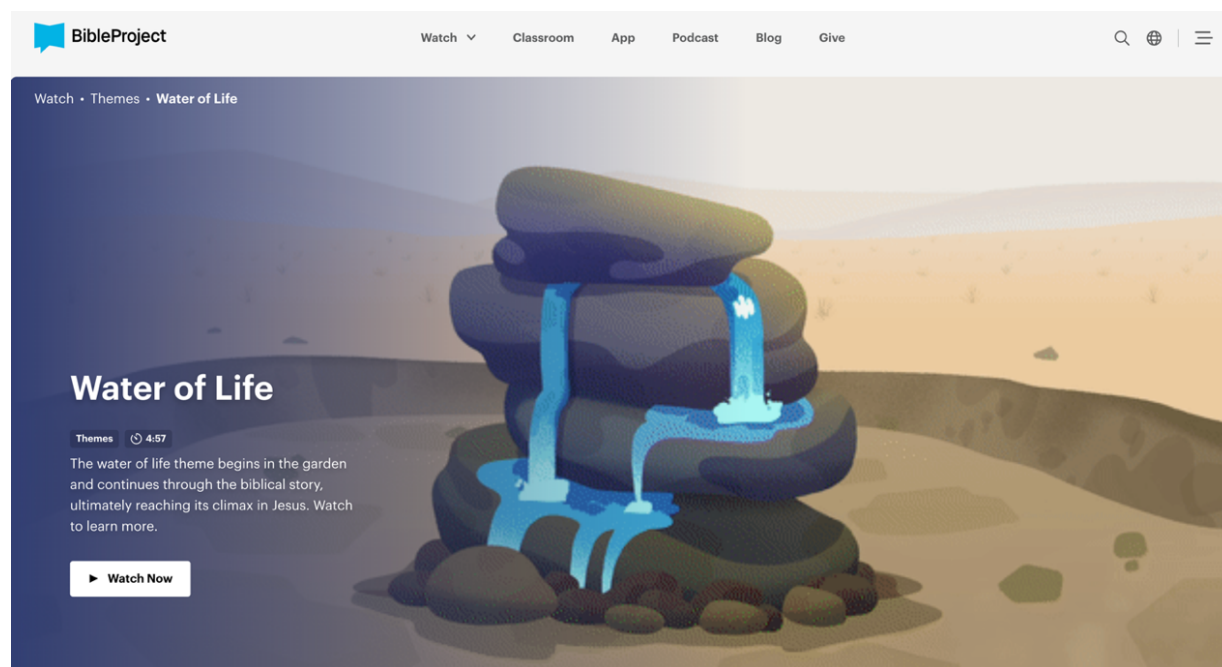 BibleProject
Watch Classroom App Podcast Blog Give
Watch • Themes • Water of Life
Water of Life
Themes 4:57
The water of life theme begins in the garden
and continues through the biblical story,
ultimately reaching its climax in Jesus. Watch
to learn more.
Watch Now